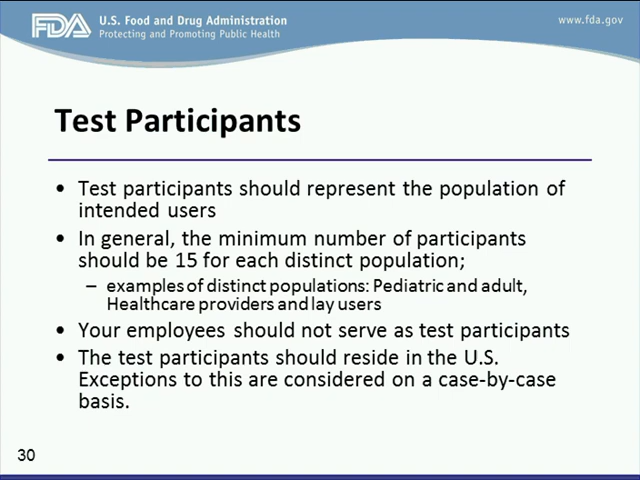 FDA U.S. Food and Drug Administration
Protecting and Promoting Public Health
www.fda.gov
Test Participants
• Test participants should represent the population of
intended users
• In general, the minimum number of participants
should be 15 for each distinct population;
– examples of distinct populations: Pediatric and adult,
Healthcare providers and lay users
• Your employees should not serve as test participants
• The test participants should reside in the U.S.
Exceptions to this are considered on a case-by-case
basis.
30